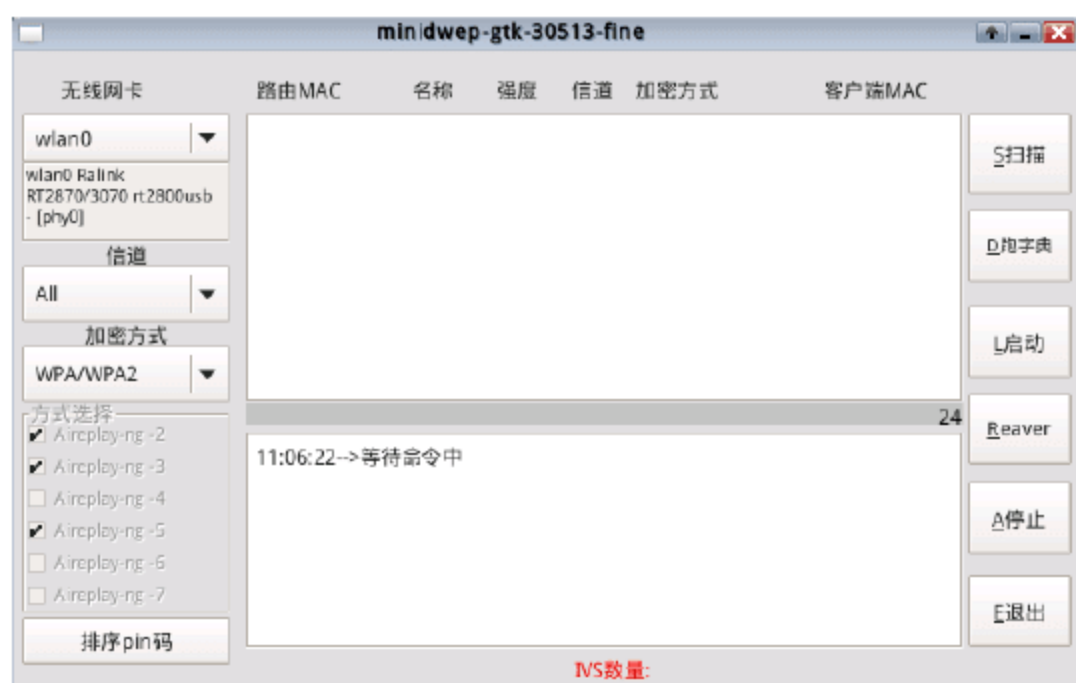 minidwep-gtk-30513-fine
无线网卡 路由MAC 名称 强度 信道 加密方式 客户端MAC
wlan0
wlan0 Ralink
RT2870/3070 rt2800usb
- [phy0]
信道
All
加密方式
WPA/WPA2
方式选择
Aireplay-ng -2
Aireplay-ng -3
Aireplay-ng -4
Aireplay-ng -5
Aireplay-ng -6
Aireplay-ng -7
排序pin码
24
11:06:22-->等待命令中
IVS数量:
S扫描
D跑字典
L启动
Reaver
A停止
E退出